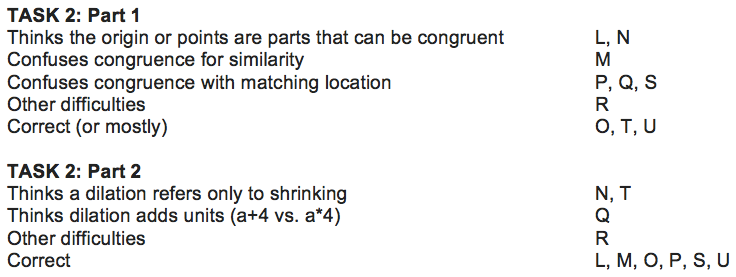 TASK 2: Part 1
Thinks the origin or points are parts that can be congruent L, N
Confuses congruence for similarity M
Confuses congruence with matching location P, Q, S
Other difficulties R
Correct (or mostly) O, T, U
TASK 2: Part 2
Thinks a dilation refers only to shrinking N, T
Thinks dilation adds units (a+4 vs. a*4) Q
Other difficulties R
Correct L, M, O, P, S, U